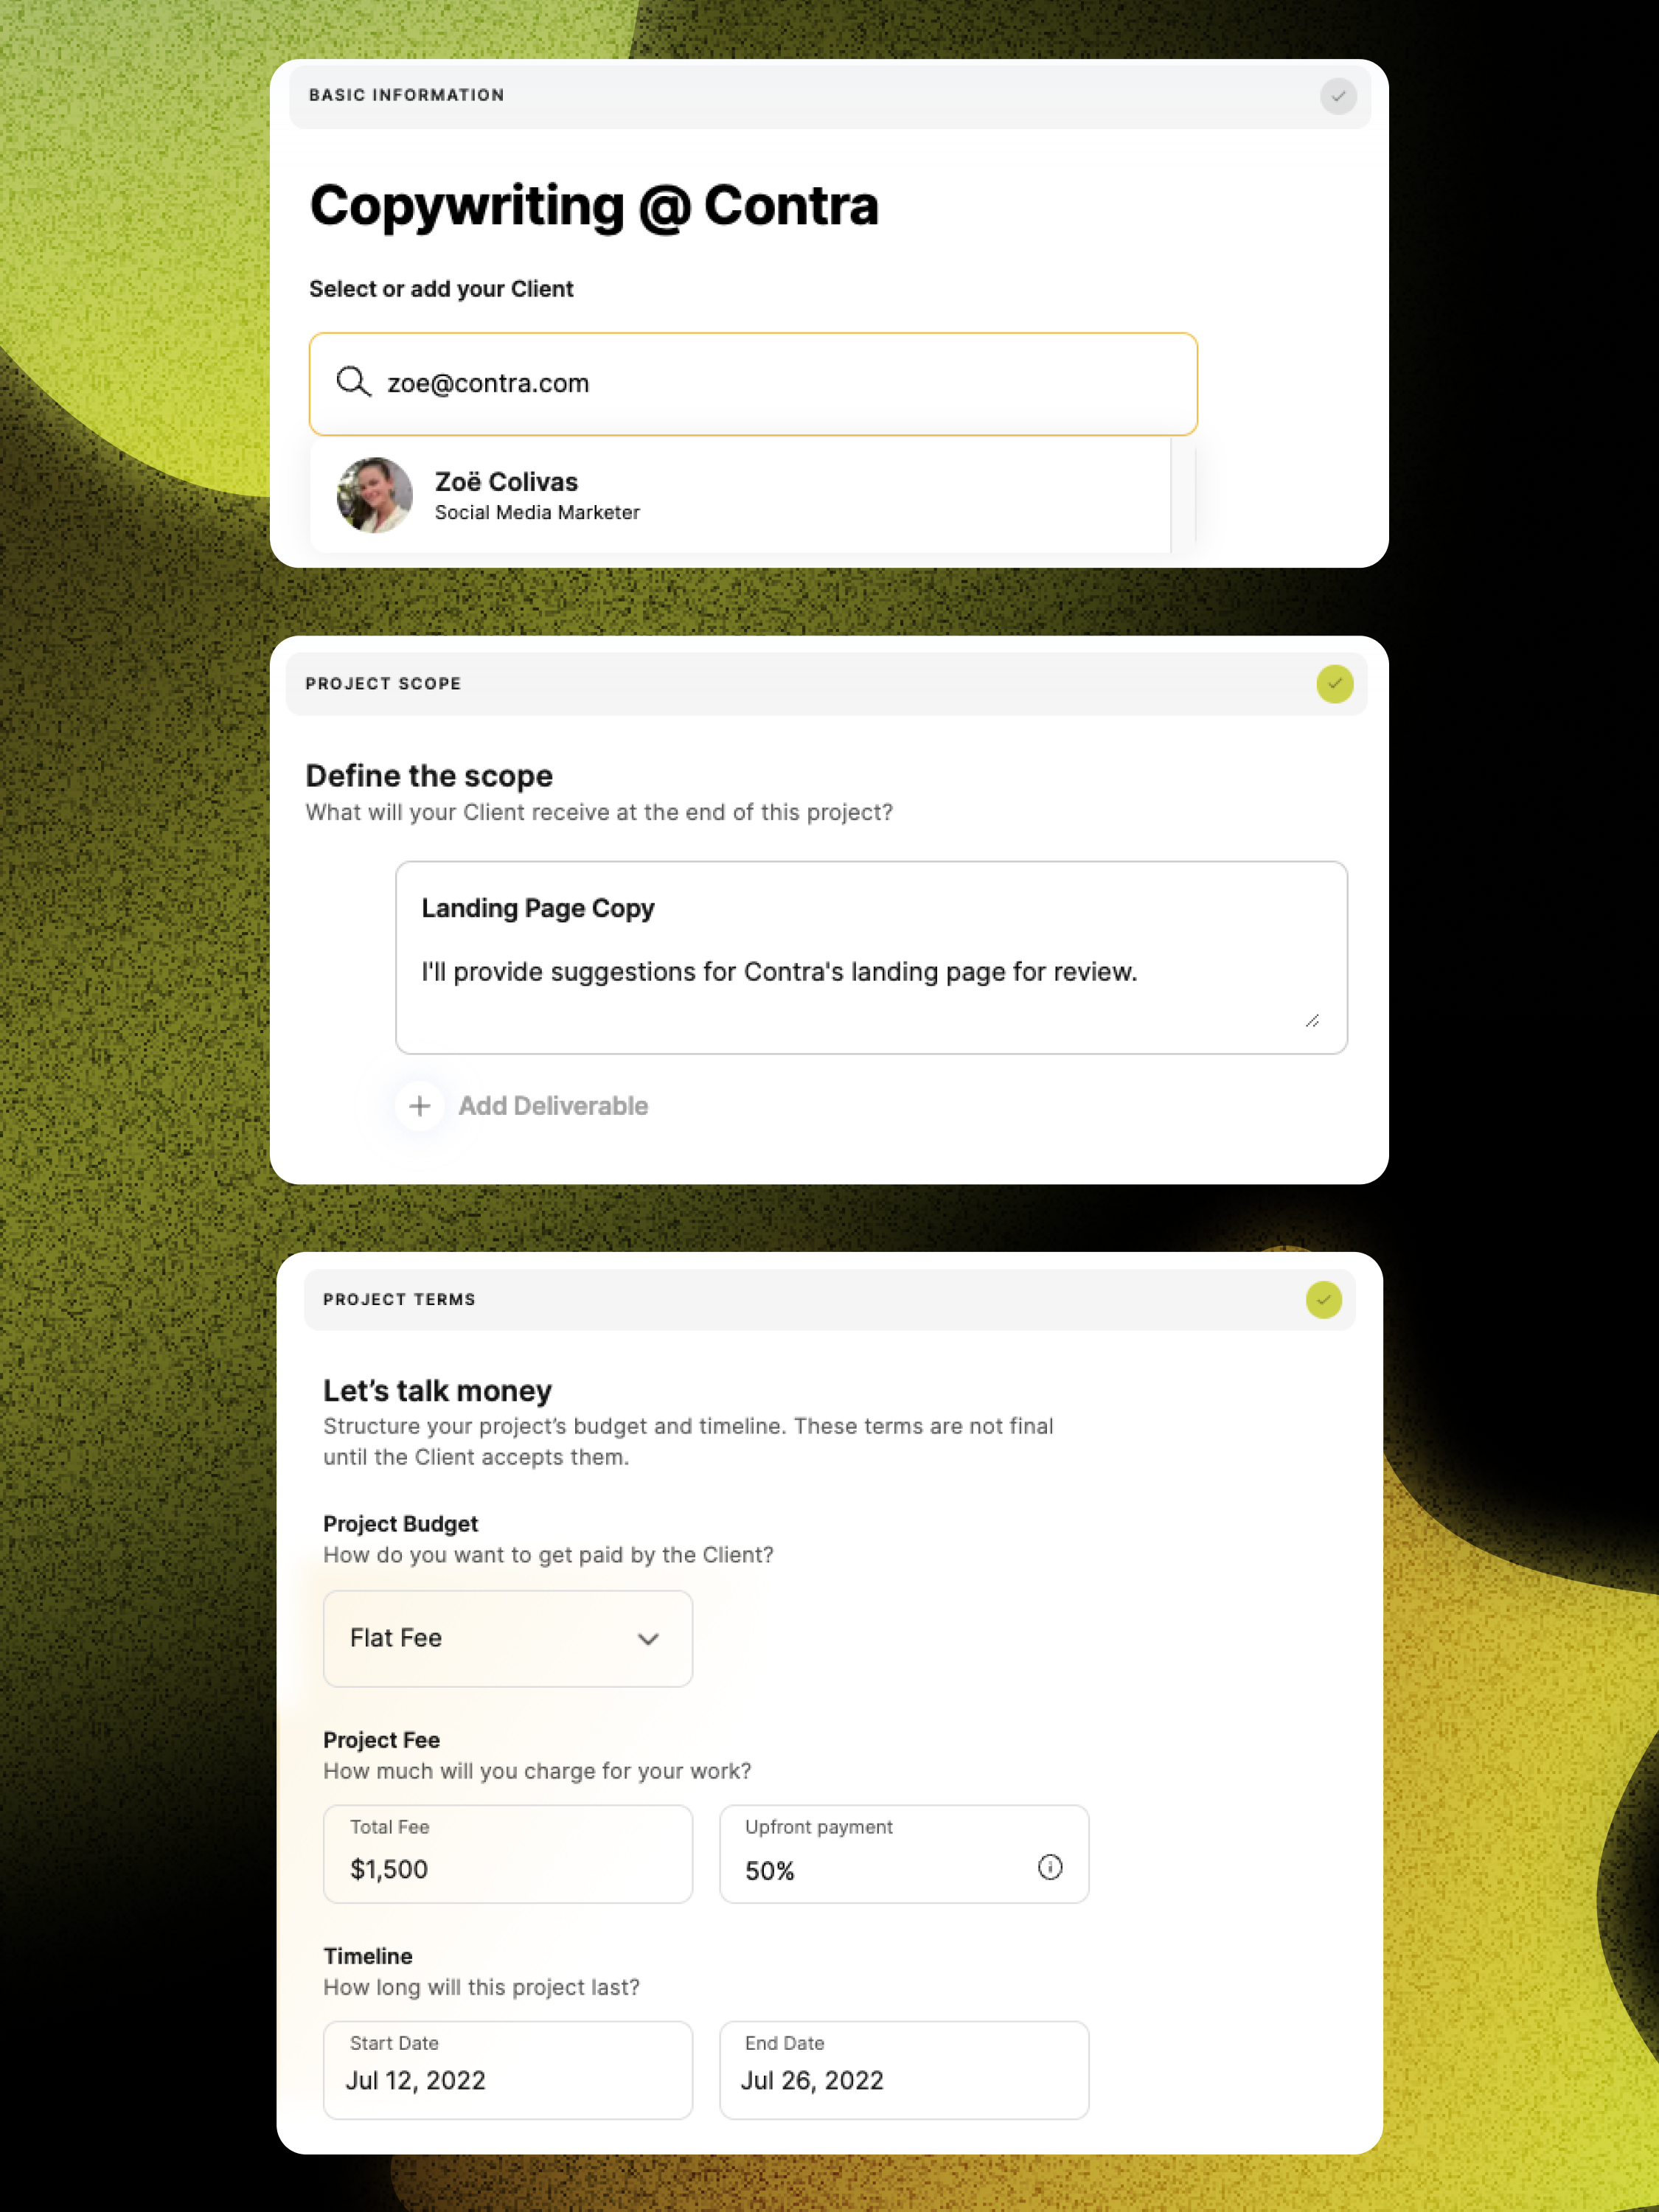 BASIC INFORMATION
Copywriting @ Contra
Select or add your Client
zoe@contra.com
Zoë Colivas
Social Media Marketer
PROJECT SCOPE
Define the scope
What will your Client receive at the end of this project?
Landing Page Copy
I'll provide suggestions for Contra's landing page for review.
Add Deliverable
PROJECT TERMS
Let’s talk money
Structure your project’s budget and timeline. These terms are not final
until the Client accepts them.
Project Budget
How do you want to get paid by the Client?
Flat Fee
Project Fee
How much will you charge for your work?
Total Fee
$1,500
Upfront payment
50%
Timeline
How long will this project last?
Start Date
Jul 12, 2022
End Date
Jul 26, 2022